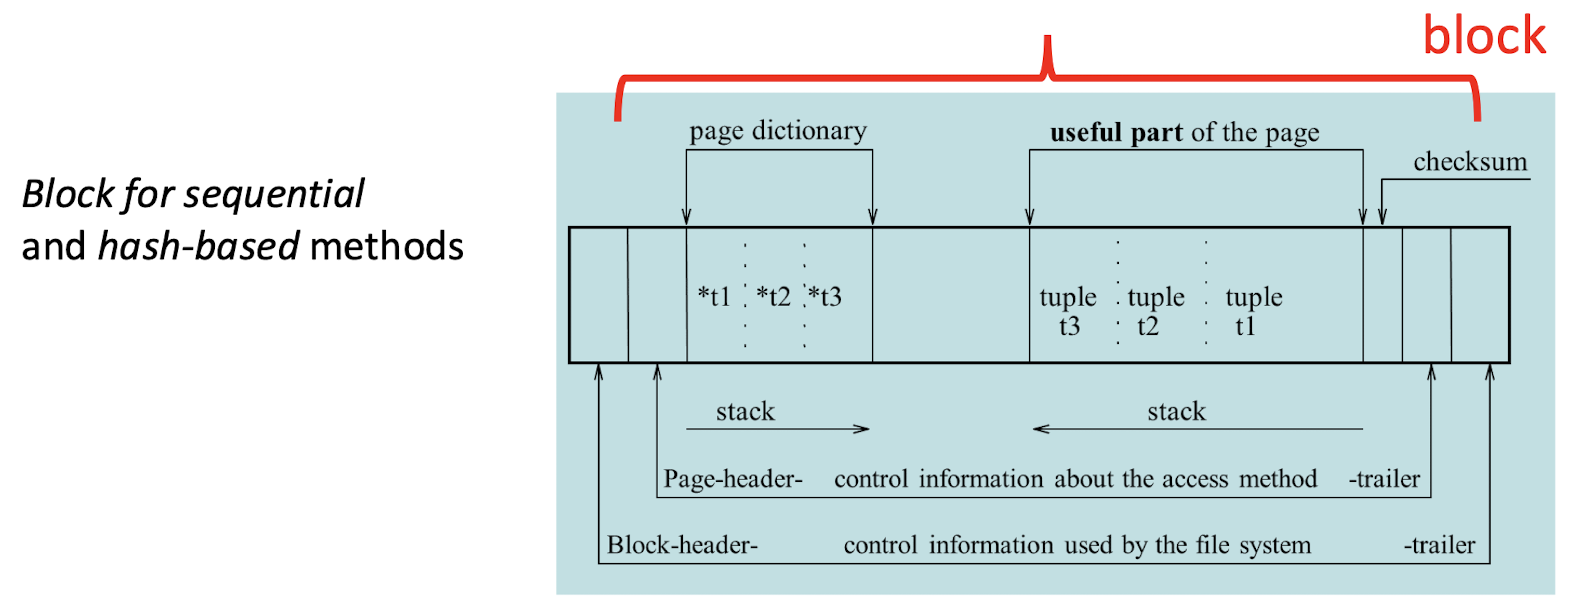 block
page dictionary
useful part of the page
checksum
Block for sequential
and hash-based methods
*t1 *t2 *t3
tuple tuple tuple
t3 t2 t1
stack stack
Page-header- control information about the access method -trailer
Block-header- control information used by the file system -trailer